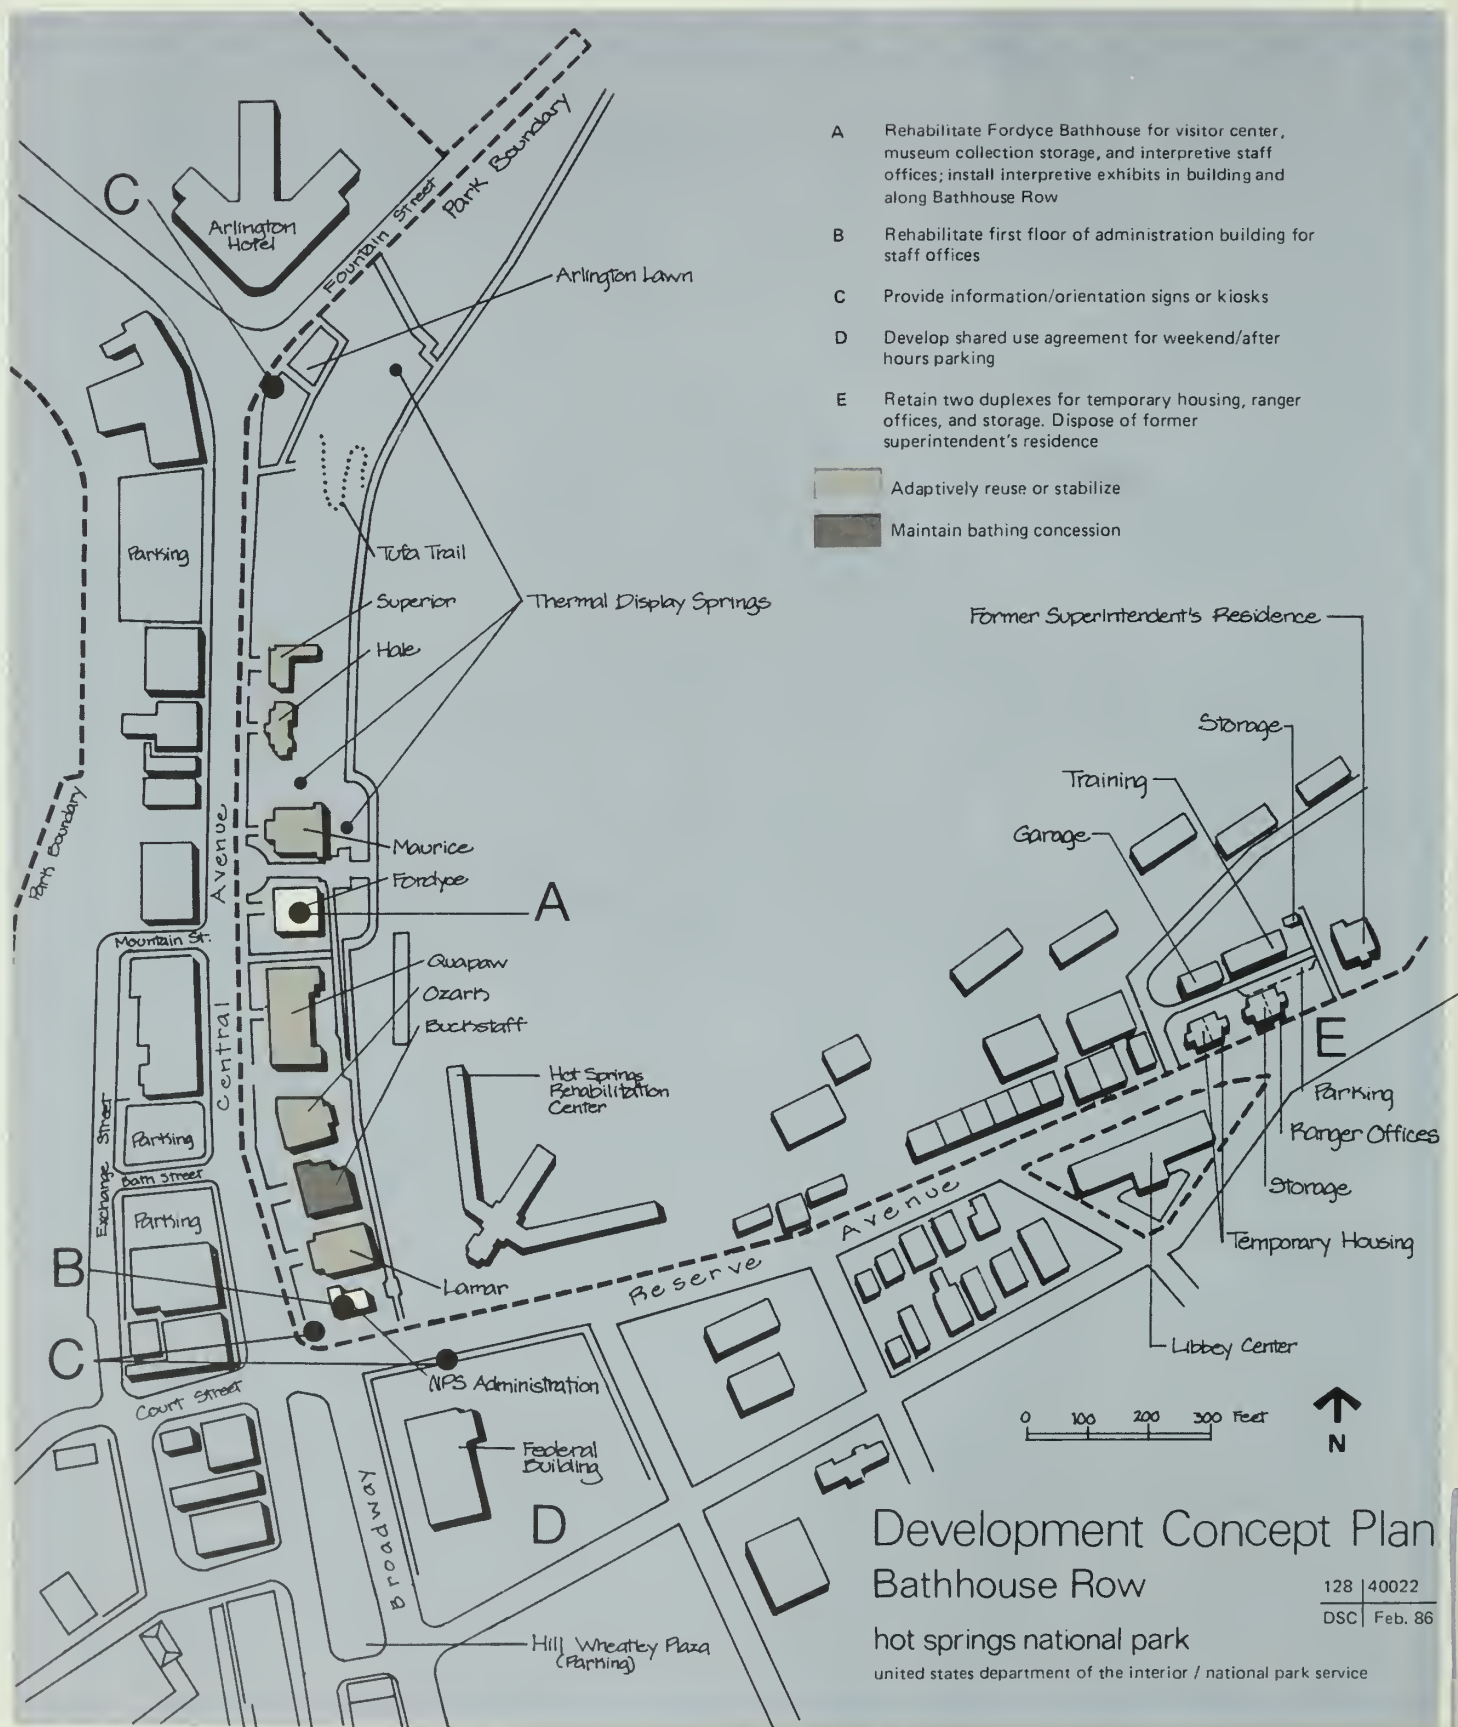 A Rehabilitate Fordyce Bathhouse for visitor center,
museum collection storage, and interpretive staff
offices; install interpretive exhibits in building and
along Bathhouse Row
B Rehabilitate first floor of administration building for
staff offices
C Provide information/orientation signs or kiosks
D Develop shared use agreement for weekend/after
hours parking
E Retain two duplexes for temporary housing, ranger
offices, and storage. Dispose of former
superintendent's residence
Adaptively reuse or stabilize
Maintain bathing concession
C
Arlington
Hotel
Fountain Street
Park Boundary
Arlington Lawn
Parking
Tufa Trail
Superior
Thermal Display Springs
Hale
Former Superintendent's Residence
Storage
Training
Garage
Park Boundary
Avenue
Maurice
Fordyce
A
Mountain St.
Quapaw
Ozark
Buckstaff
Central
Hot Springs
Rehabilitation
Center
E
Parking
Ranger Offices
Storage
Temporary Housing
Exchange Street
Parking
Bath Street
Parking
B
Lamar
Reserve Avenue
Libbey Center
C
NPS Administration
Court Street
Federal
Building
D
Broadway
Hill Wheatley Plaza
(Parking)
0 100 200 300 Feet
N
Development Concept Plan
Bathhouse Row
128 | 40022
DSC | Feb. 86
hot springs national park
united states department of the interior / national park service